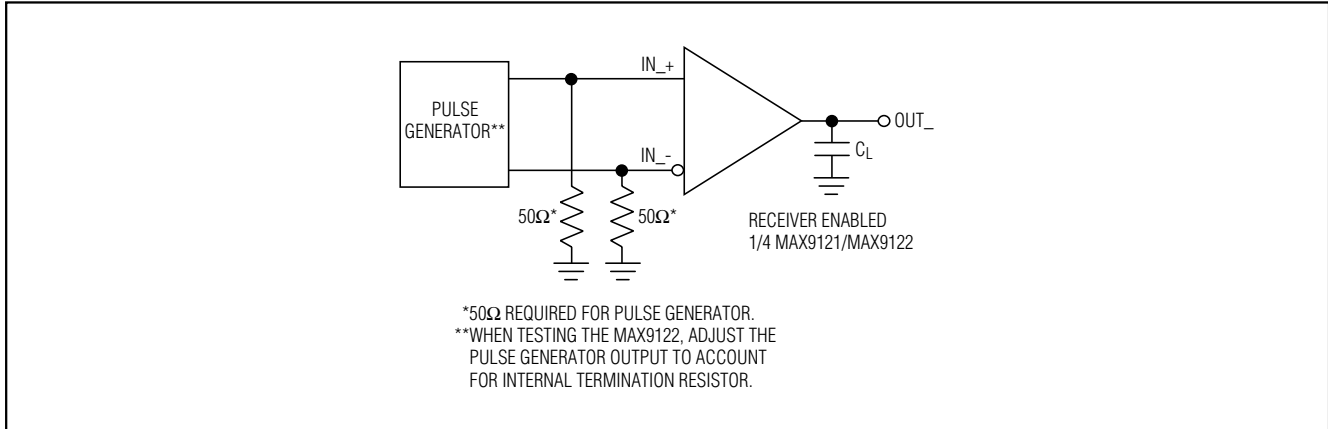 PULSE
GENERATOR**
IN_+
IN_-
OUT_
CL
50Ω*
50Ω*
RECEIVER ENABLED
1/4 MAX9121/MAX9122
*50Ω REQUIRED FOR PULSE GENERATOR.
**WHEN TESTING THE MAX9122, ADJUST THE
PULSE GENERATOR OUTPUT TO ACCOUNT
FOR INTERNAL TERMINATION RESISTOR.